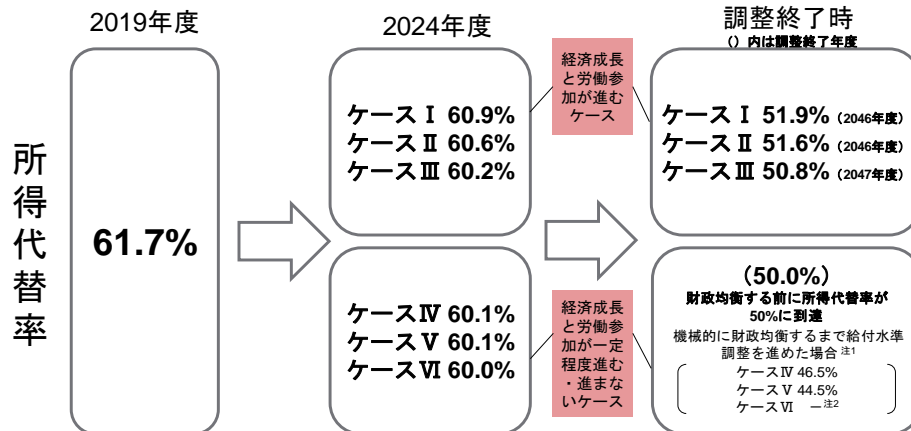 2019年度
2024年度
調整終了時
（）内は調整終了年度
所得代替率
61.7%
ケースⅠ 60.9%
ケースⅡ 60.6%
ケースⅢ 60.2%
経済成長
と労働参
加が進む
ケース
ケースⅠ 51.9% （2046年度）
ケースⅡ 51.6% （2046年度）
ケースⅢ 50.8% （2047年度）
ケースⅣ 60.1%
ケースⅤ 60.1%
ケースⅥ 60.0%
経済成長
と労働参
加が一定
程度進む
・進まな
いケース
（50.0%）
財政均衡する前に所得代替率が
50%に到達
機械的に財政均衡するまで給付水準
調整を進めた場合 注1
ケースⅣ 46.5%
ケースⅤ 44.5%
ケースⅥ ー注2